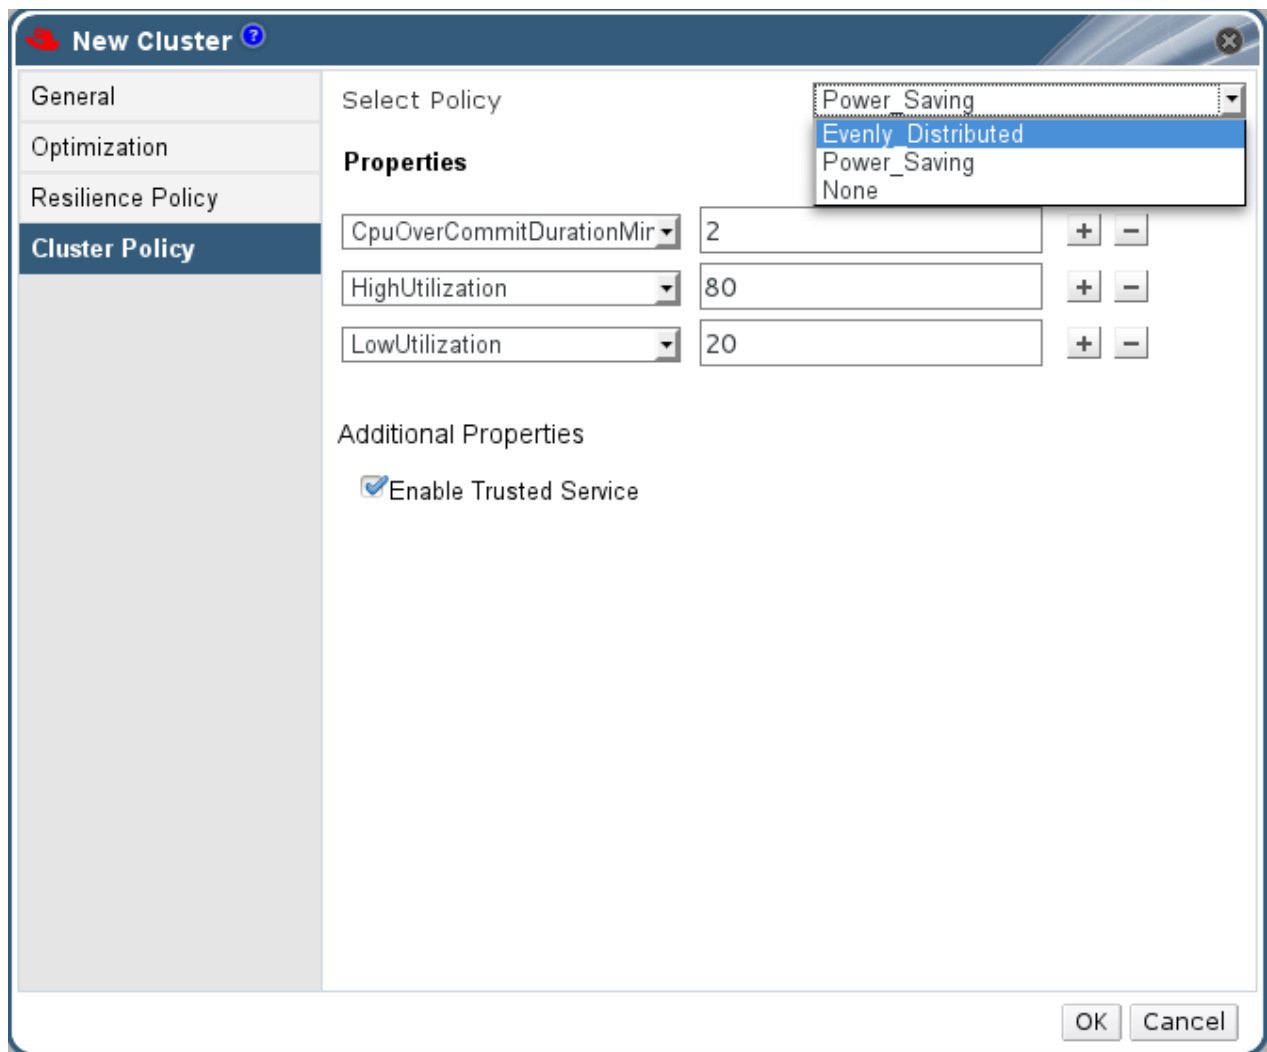 New Cluster ?
General
Optimization
Resilience Policy
Cluster Policy
Select Policy
Power_Saving
Evenly_Distributed
Power_Saving
None
Properties
CpuOverCommitDurationMin 2 + −
HighUtilization 80 + −
LowUtilization 20 + −
Additional Properties
Enable Trusted Service
OK Cancel